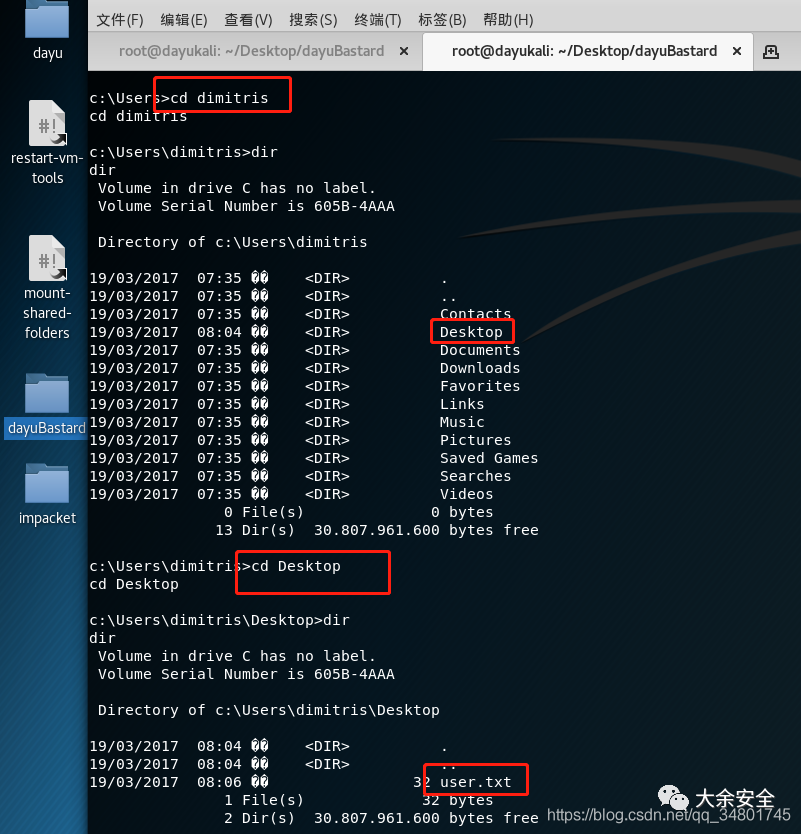 dayu
restart-vm-
tools
mount-
shared-
folders
dayuBastard
impacket
文件(F) 编辑(E) 查看(V) 搜索(S) 终端(T) 标签(B) 帮助(H)
root@dayukali: ~/Desktop/dayuBastard × root@dayukali: ~/Desktop/dayuBastard ×
c:\Users>cd dimitris
cd dimitris
c:\Users\dimitris>dir
dir
Volume in drive C has no label.
Volume Serial Number is 605B-4AAA
Directory of c:\Users\dimitris
19/03/2017 07:35 �� <DIR> .
19/03/2017 07:35 �� <DIR> ..
19/03/2017 07:35 �� <DIR> Contacts
19/03/2017 08:04 �� <DIR> Desktop
19/03/2017 07:35 �� <DIR> Documents
19/03/2017 07:35 �� <DIR> Downloads
19/03/2017 07:35 �� <DIR> Favorites
19/03/2017 07:35 �� <DIR> Links
19/03/2017 07:35 �� <DIR> Music
19/03/2017 07:35 �� <DIR> Pictures
19/03/2017 07:35 �� <DIR> Saved Games
19/03/2017 07:35 �� <DIR> Searches
19/03/2017 07:35 �� <DIR> Videos
0 File(s) 0 bytes
13 Dir(s) 30.807.961.600 bytes free
c:\Users\dimitris>cd Desktop
cd Desktop
c:\Users\dimitris\Desktop>dir
dir
Volume in drive C has no label.
Volume Serial Number is 605B-4AAA
Directory of c:\Users\dimitris\Desktop
19/03/2017 08:04 �� <DIR> .
19/03/2017 08:04 �� <DIR> ..
19/03/2017 08:06 �� 32 user.txt
1 File(s) 32 bytes
2 Dir(s) 30.807.961.600 bytes free
大余安全
https://blog.csdn.net/qq_34801745